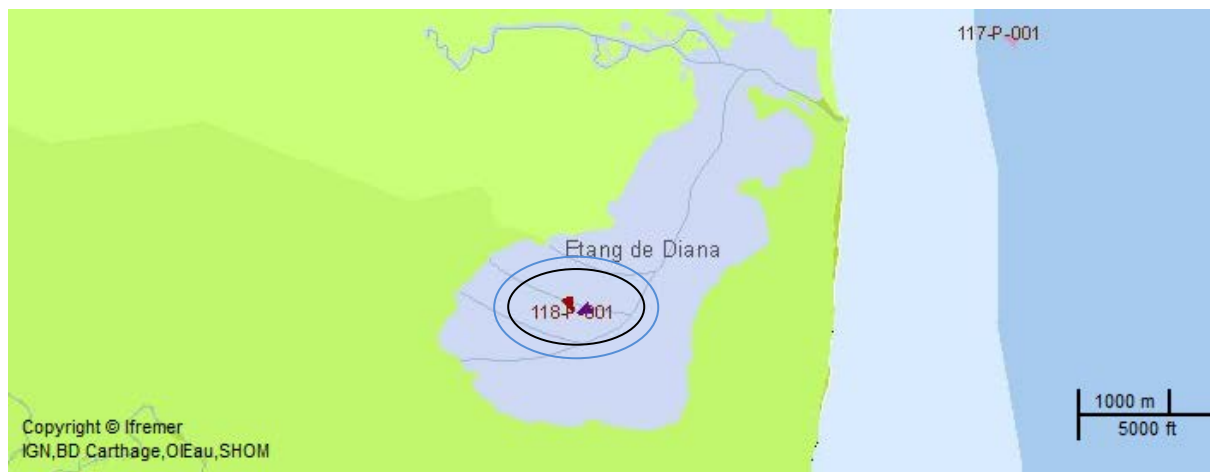 117-P-001
Etang de Diana
118-P-001
1000 m
5000 ft
Copyright © Ifremer
IGN,BD Carthage,OIEau,SHOM